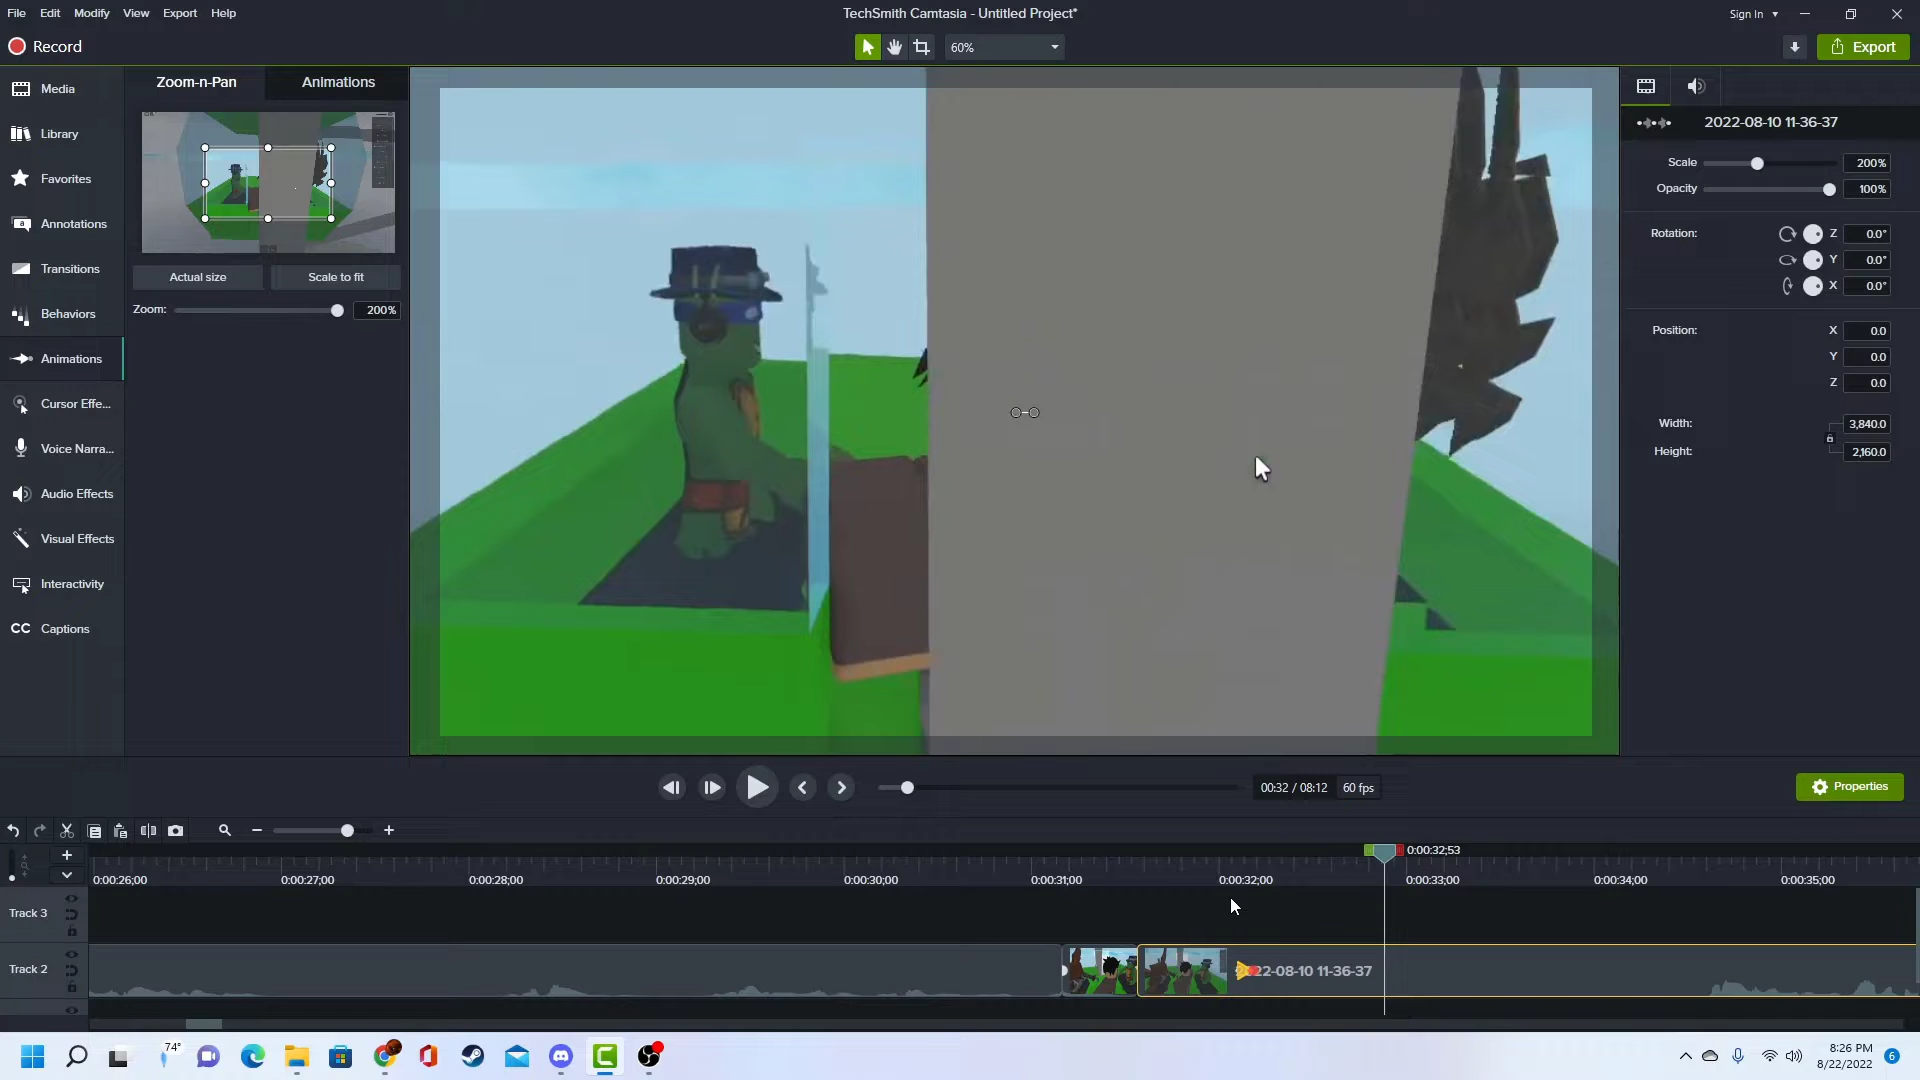 File Edit Modify View Export Help
TechSmith Camtasia - Untitled Project*
Sign In
Record
60%
Export
Media
Library
Favorites
Annotations
Transitions
Behaviors
Animations
Cursor Effe...
Voice Narra...
Audio Effects
Visual Effects
Interactivity
CC Captions
Zoom-n-Pan Animations
Actual size Scale to fit
Zoom: 200%
2022-08-10 11-36-37
Scale 200%
Opacity 100%
Rotation: Z 0.0°
Y 0.0°
X 0.0°
Position: X 0.0
Y 0.0
Z 0.0
Width: 3,840.0
Height: 2,160.0
00:32 / 08:12 60 fps
Properties
0:00:32;53
0:00:26;00 0:00:27;00 0:00:28;00 0:00:29;00 0:00:30;00 0:00:31;00 0:00:32;00 0:00:33;00 0:00:34;00 0:00:35;00
Track 3
Track 2
22-08-10 11-36-37
74°
8:26 PM
8/22/2022
6